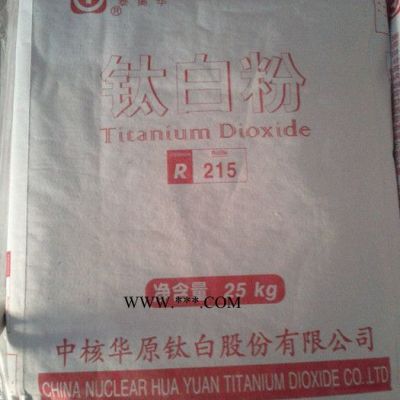 钛白粉
Titanium Dioxide
R 215
净含量 25 kg
WWW.***.COM
中核华原钛白股份有限公司
CHINA NUCLEAR HUA YUAN TITANIUM DIOXIDE CO.,LTD